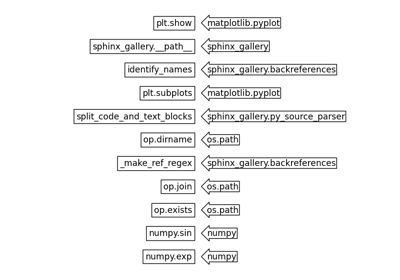 plt.show matplotlib.pyplot
sphinx_gallery.__path__ sphinx_gallery
identify_names sphinx_gallery.backreferences
plt.subplots matplotlib.pyplot
split_code_and_text_blocks sphinx_gallery.py_source_parser
op.dirname os.path
_make_ref_regex sphinx_gallery.backreferences
op.join os.path
op.exists os.path
numpy.sin numpy
numpy.exp numpy